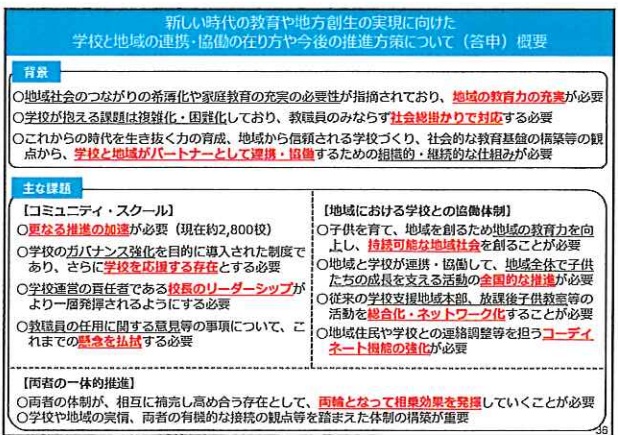 新しい時代の教育や地方創生の実現に向けた
学校と地域の連携・協働の在り方や今後の推進方策について（答申）概要
背景
○地域社会のつながりの希薄化や家庭教育の充実の必要性が指摘されており、地域の教育力の充実が必要
○学校が抱える課題は複雑化・困難化しており、教職員のみならず社会総掛かりで対応する必要
○これからの時代を生き抜く力の育成、地域から信頼される学校づくり、社会的な教育基盤の構築等の観
点から、学校と地域がパートナーとして連携・協働するための組織的・継続的な仕組みが必要
主な課題
【コミュニティ・スクール】
○更なる推進の加速が必要（現在約2,800校）
○学校のガバナンス強化を目的に導入された制度で
あり、さらに学校を応援する存在とする必要
○学校運営の責任者である校長のリーダーシップが
より一層発揮されるようにする必要
○教職員の任用に関する意見等の事項について、こ
れまでの懸念を払拭する必要
【地域における学校との協働体制】
○子供を育て、地域を創るため地域の教育力を向
上し、持続可能な地域社会を創ることが必要
○地域と学校が連携・協働して、地域全体で子供
たちの成長を支える活動の全国的な推進が必要
○従来の学校支援地域本部、放課後子供教室等の
活動を総合化・ネットワーク化することが必要
○地域住民や学校との連絡調整等を担うコーディ
ネート機能の強化が必要
【両者の一体的推進】
○両者の体制が、相互に補完し高め合う存在として、両輪となって相乗効果を発揮していくことが必要
○学校や地域の実情、両者の有機的な接続の観点等を踏まえた体制の構築が重要
36